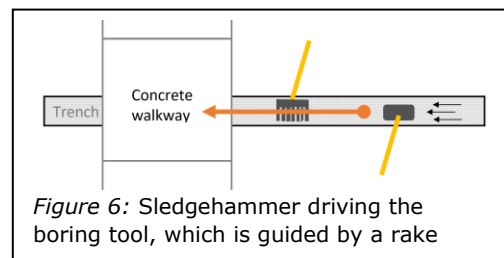 Trench
Concrete
walkway
Figure 6: Sledgehammer driving the
boring tool, which is guided by a rake